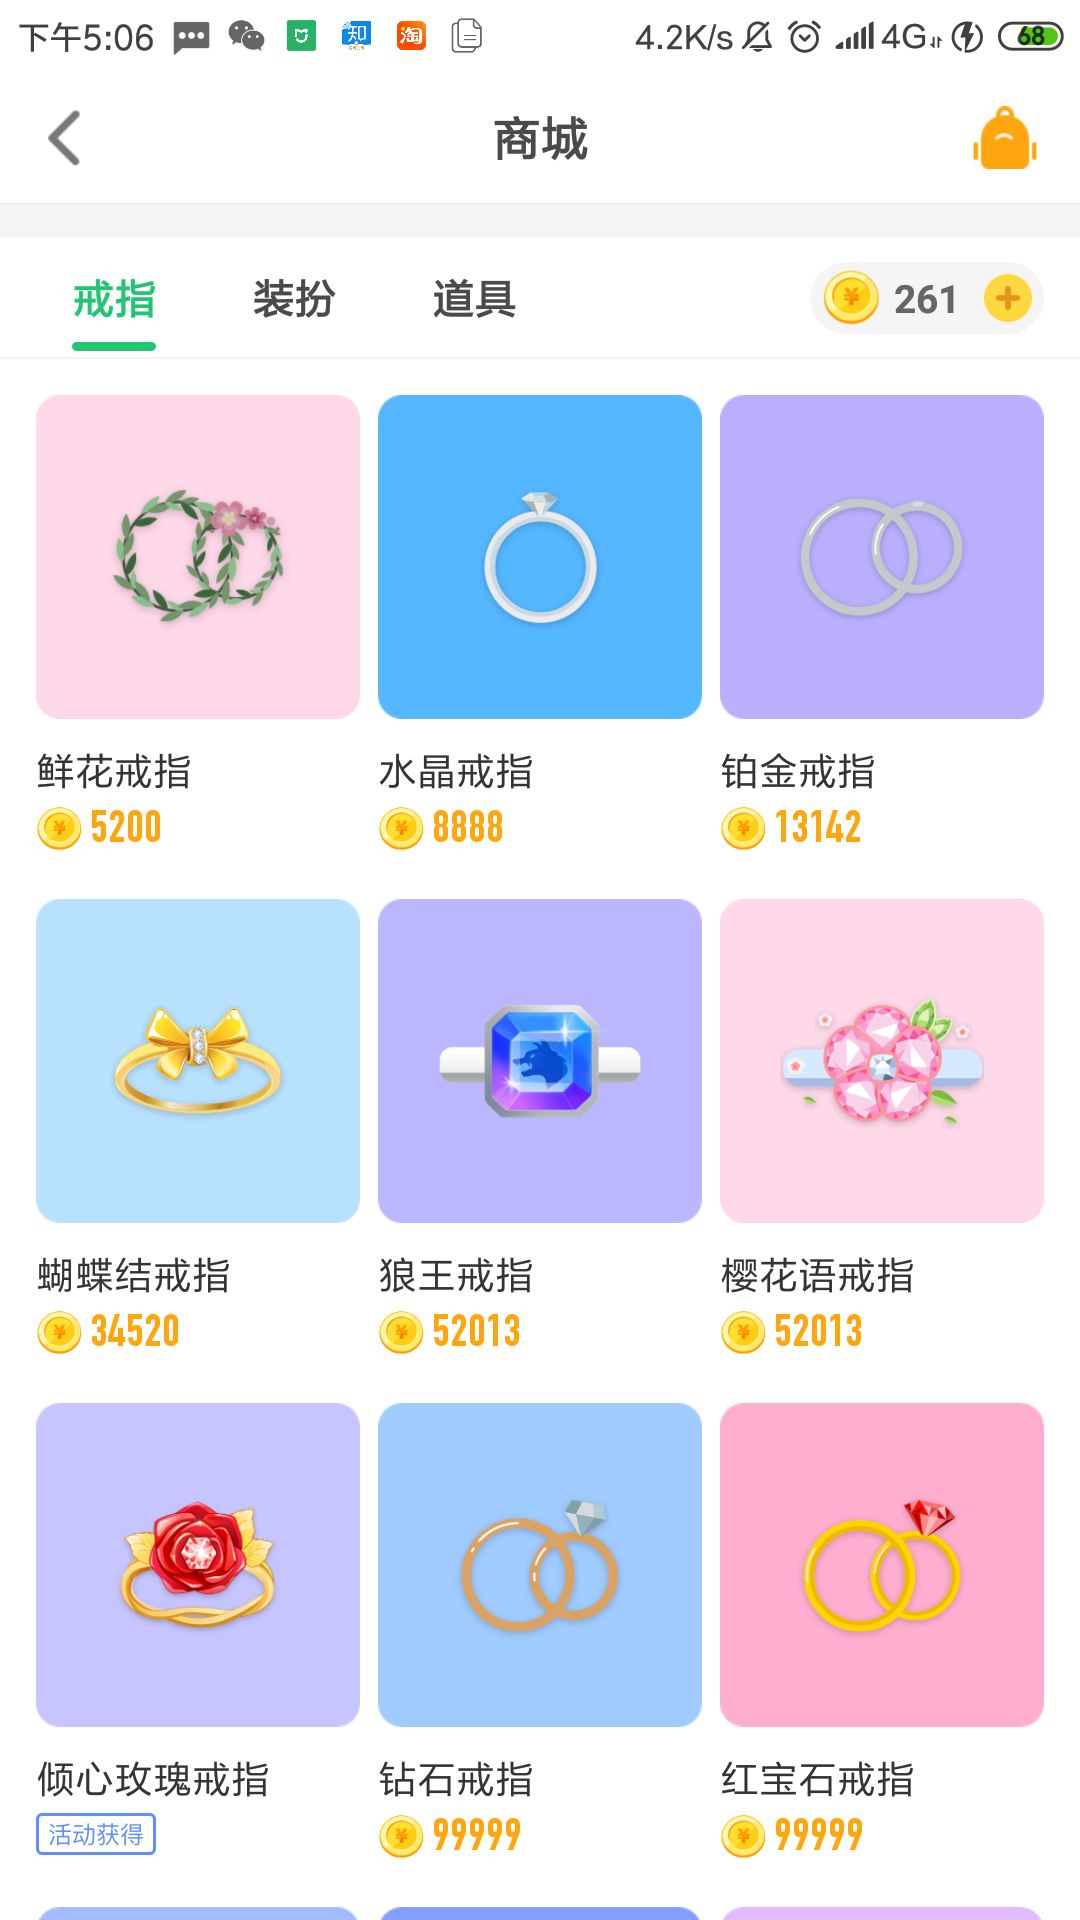 下午5:06 知 淘 4.2K/s 4G 68
商城
戒指 装扮 道具 261
鲜花戒指 水晶戒指 铂金戒指
5200 8888 13142
蝴蝶结戒指 狼王戒指 樱花语戒指
34520 52013 52013
倾心玫瑰戒指 钻石戒指 红宝石戒指
活动获得 99999 99999